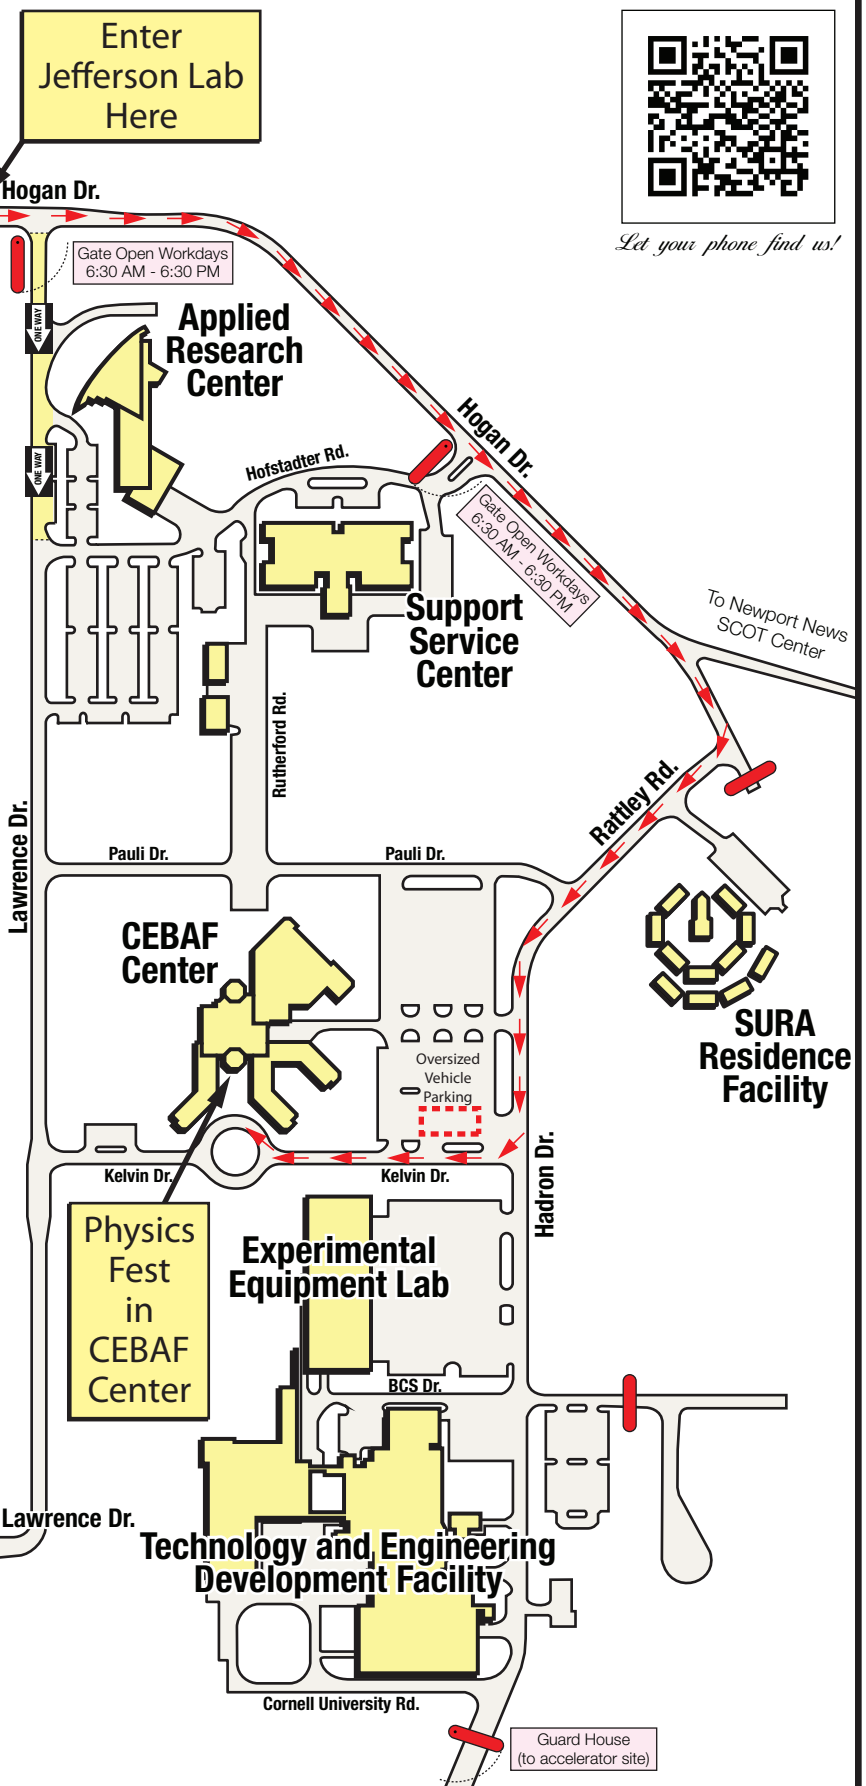 Enter
Jefferson Lab
Here
Let your phone find us!
Hogan Dr.
Gate Open Workdays
6:30 AM - 6:30 PM
ONE WAY
Applied
Research
Center
Hogan Dr.
ONE WAY
Hofstadter Rd.
Gate Open Workdays
6:30 AM - 6:30 PM
Support
Service
Center
To Newport News
SCOT Center
Rutherford Rd.
Rattley Rd.
Lawrence Dr.
Pauli Dr.
Pauli Dr.
CEBAF
Center
SURA
Residence
Facility
Oversized
Vehicle
Parking
Hadron Dr.
Kelvin Dr.
Kelvin Dr.
Physics
Fest
in
CEBAF
Center
Experimental
Equipment Lab
BCS Dr.
Lawrence Dr.
Technology and Engineering
Development Facility
Cornell University Rd.
Guard House
(to accelerator site)